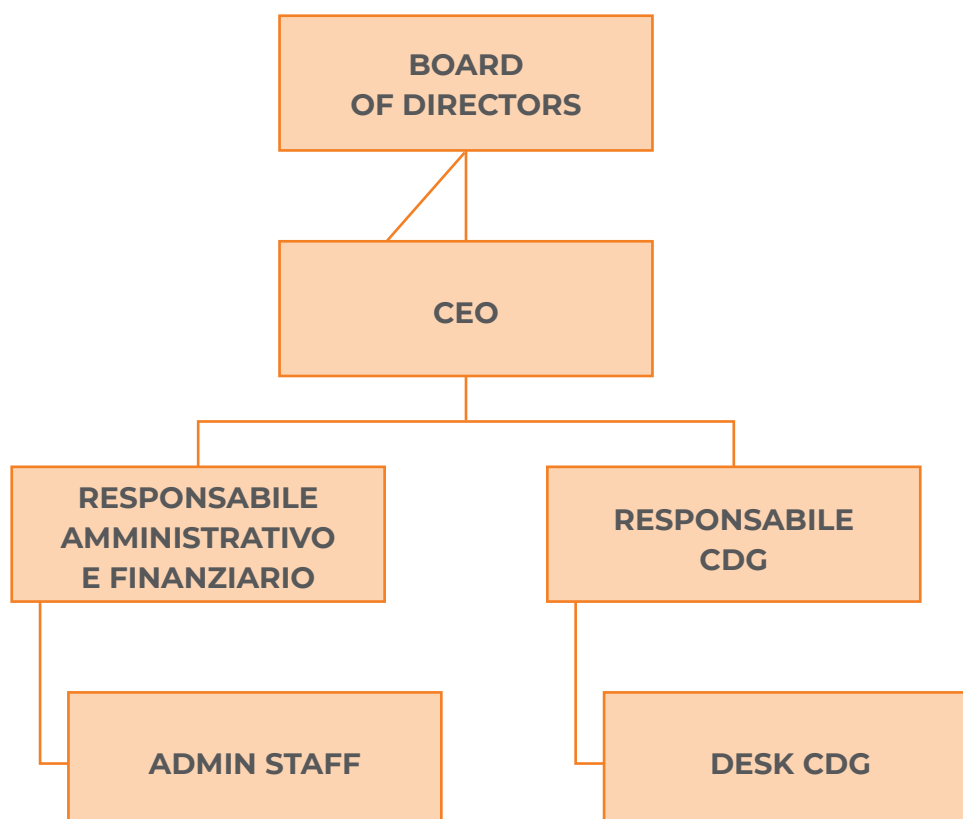 BOARD
OF DIRECTORS
CEO
RESPONSABILE
AMMINISTRATIVO
E FINANZIARIO
RESPONSABILE
CDG
ADMIN STAFF
DESK CDG